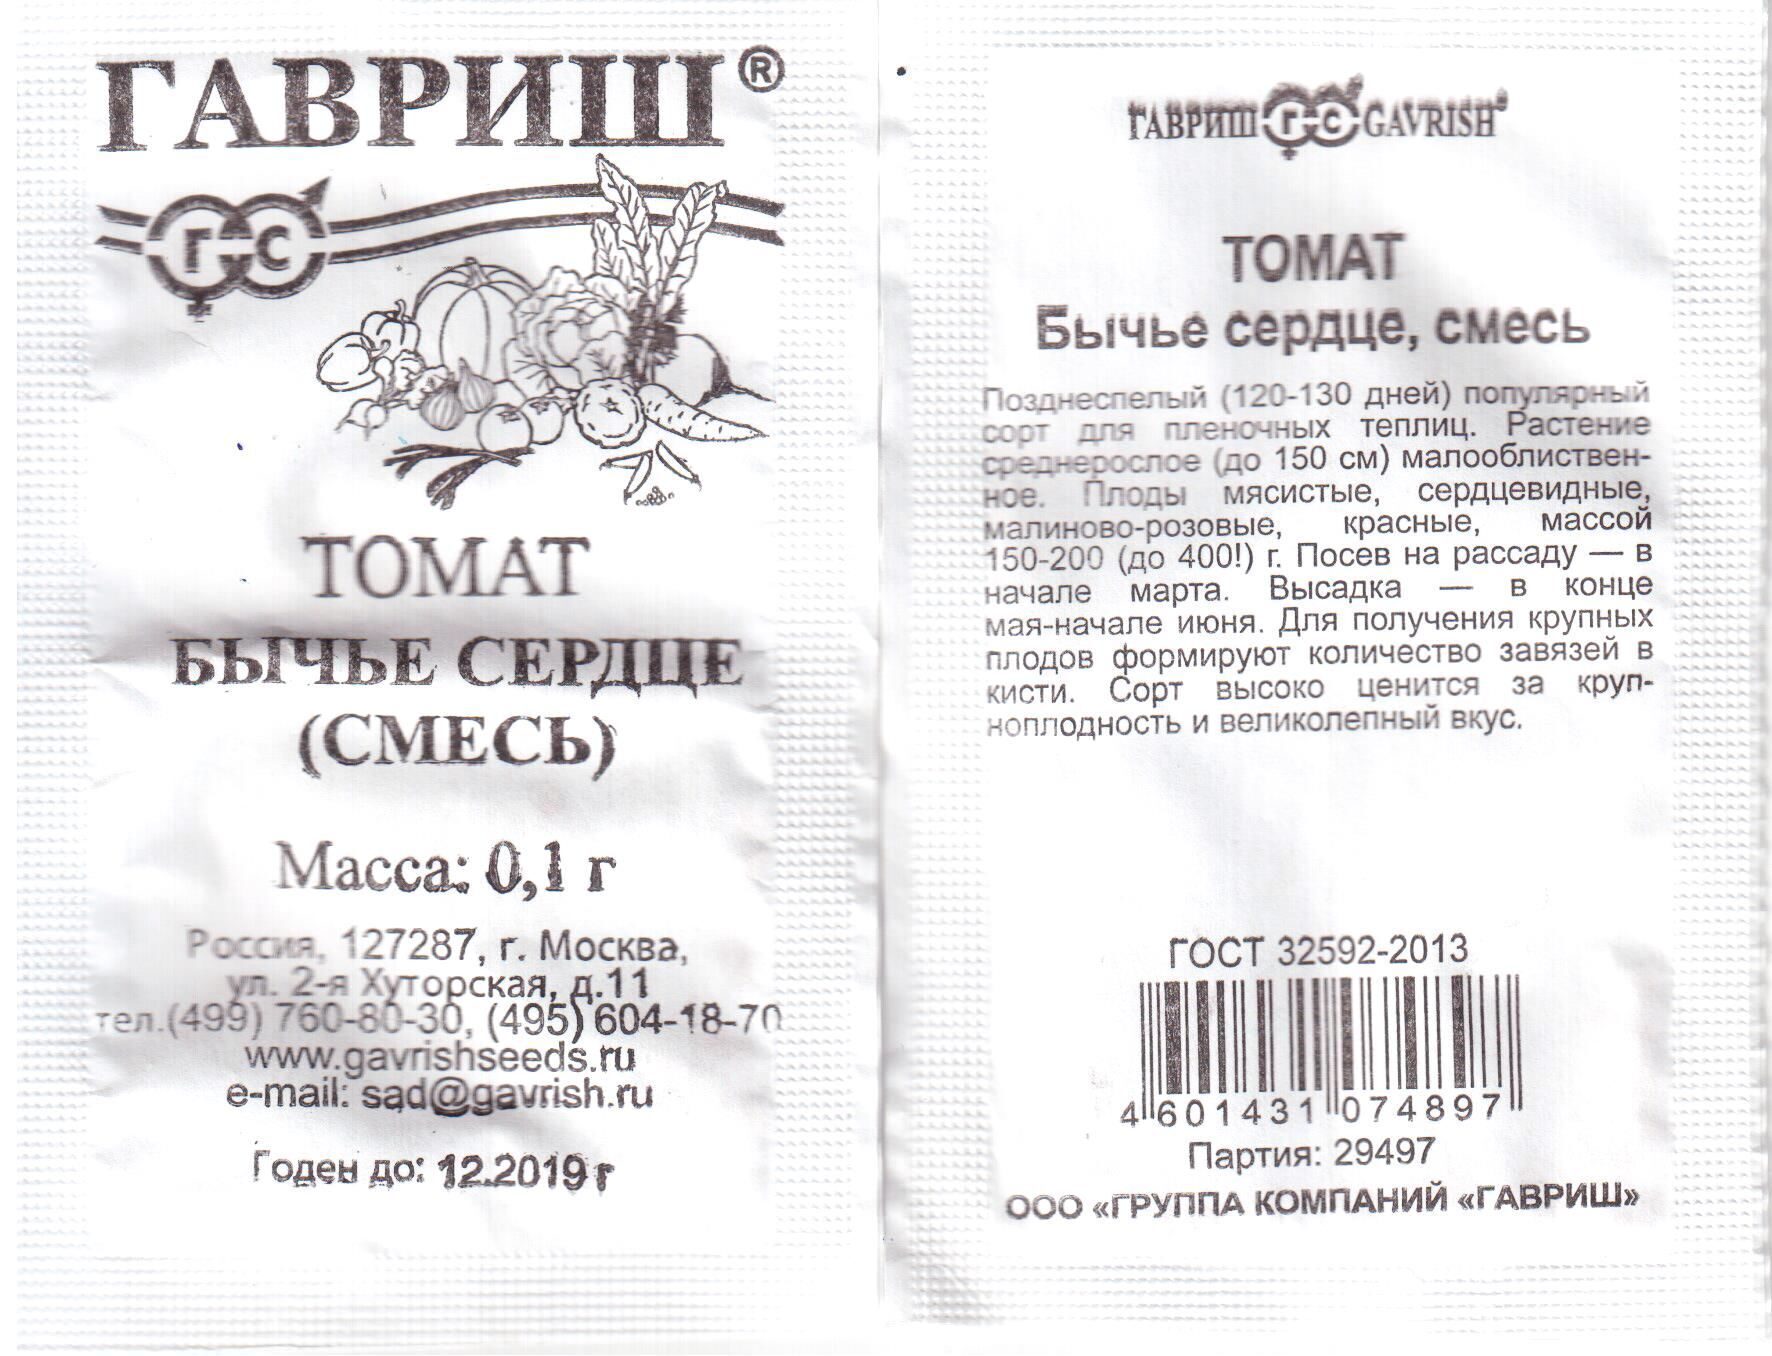 ГАВРИШ®
ГС
ТОМАТ
БЫЧЬЕ СЕРДЦЕ
(СМЕСЬ)
Масса: 0,1 г
Россия, 127287, г. Москва,
ул. 2-я Хуторская, д.11
тел.(499) 760-80-30, (495) 604-18-70
www.gavrishseeds.ru
e-mail: sad@gavrish.ru
Годен до: 12.2019 г
ГАВРИШ ГС GAVRISH®
ТОМАТ
Бычье сердце, смесь
Позднеспелый (120-130 дней) популярный
сорт для пленочных теплиц. Растение
среднерослое (до 150 см) малооблиствен-
ное. Плоды мясистые, сердцевидные,
малиново-розовые, красные, массой
150-200 (до 400!) г. Посев на рассаду — в
начале марта. Высадка — в конце
мая-начале июня. Для получения крупных
плодов формируют количество завязей в
кисти. Сорт высоко ценится за круп-
ноплодность и великолепный вкус.
ГОСТ 32592-2013
4 601431 074897
Партия: 29497
ООО «ГРУППА КОМПАНИЙ «ГАВРИШ»